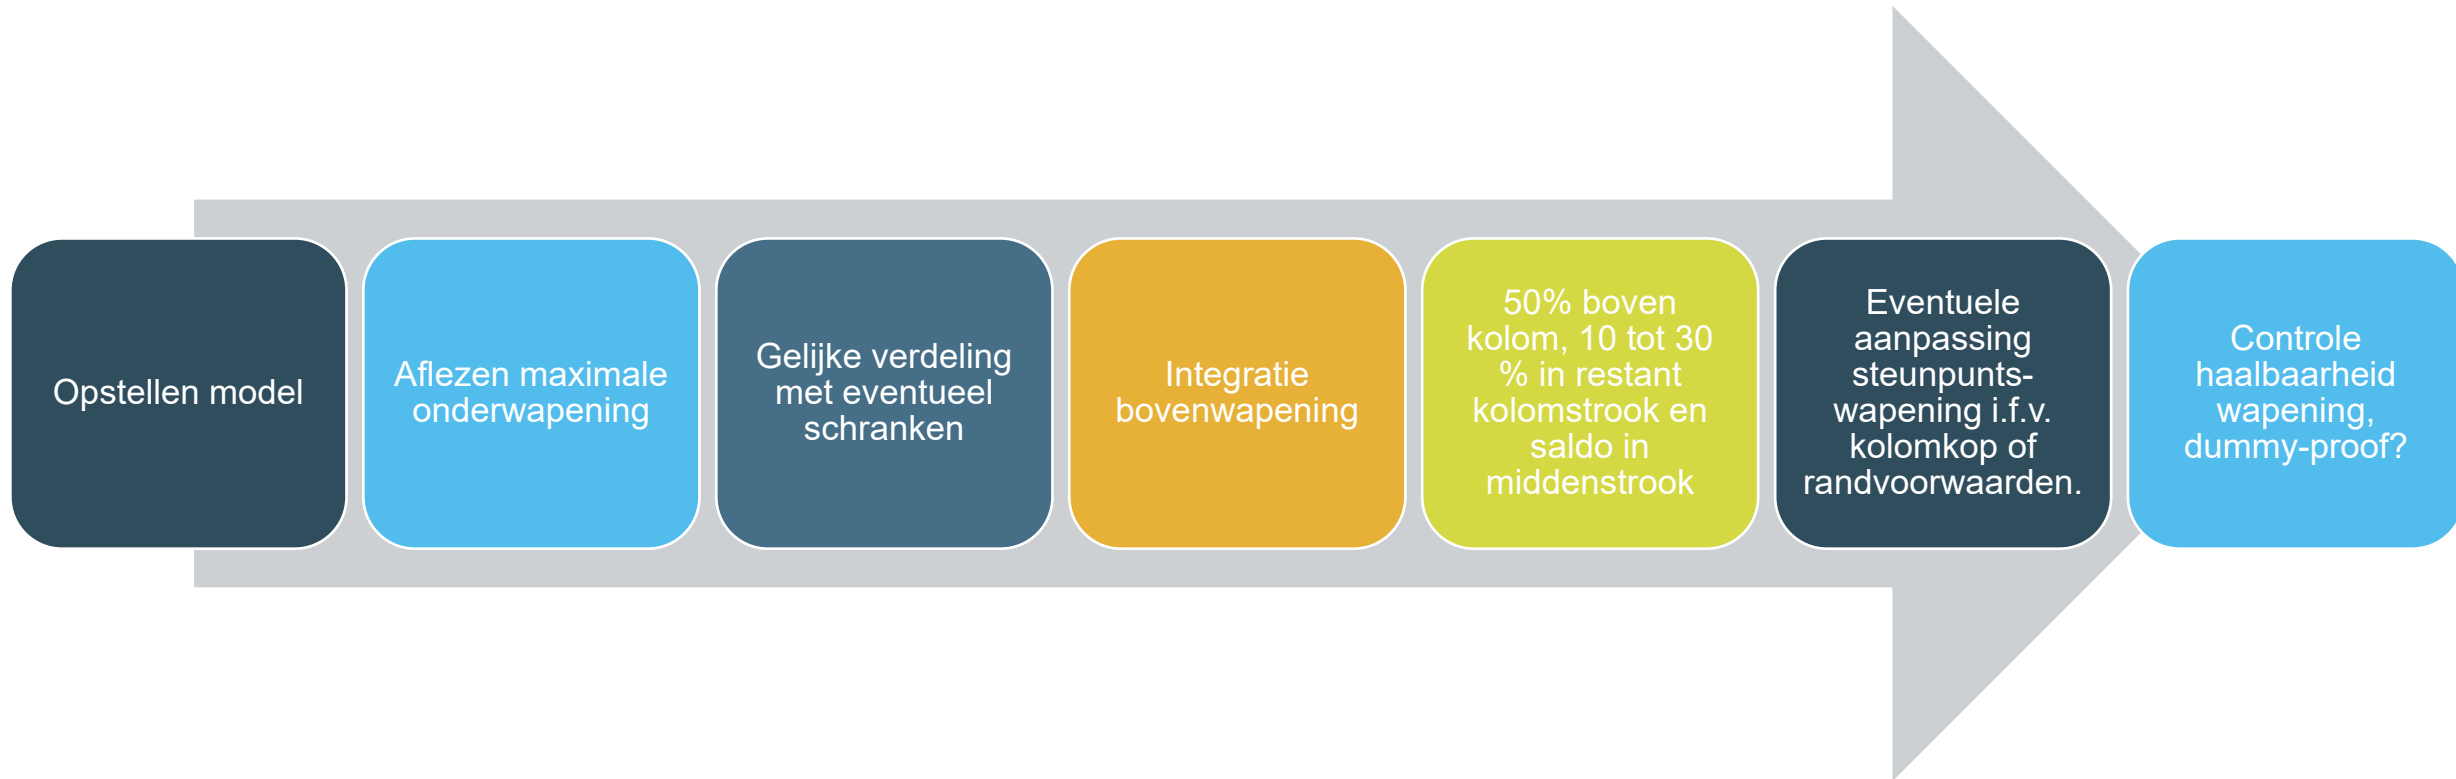 Opstellen model
Aflezen maximale
onderwapening
Gelijke verdeling
met eventueel
schranken
Integratie
bovenwapening
50% boven
kolom, 10 tot 30
% in restant
kolomstrook en
saldo in
middenstrook
Eventuele
aanpassing
steunpunts-
wapening i.f.v.
kolomkop of
randvoorwaarden.
Controle
haalbaarheid
wapening,
dummy-proof?